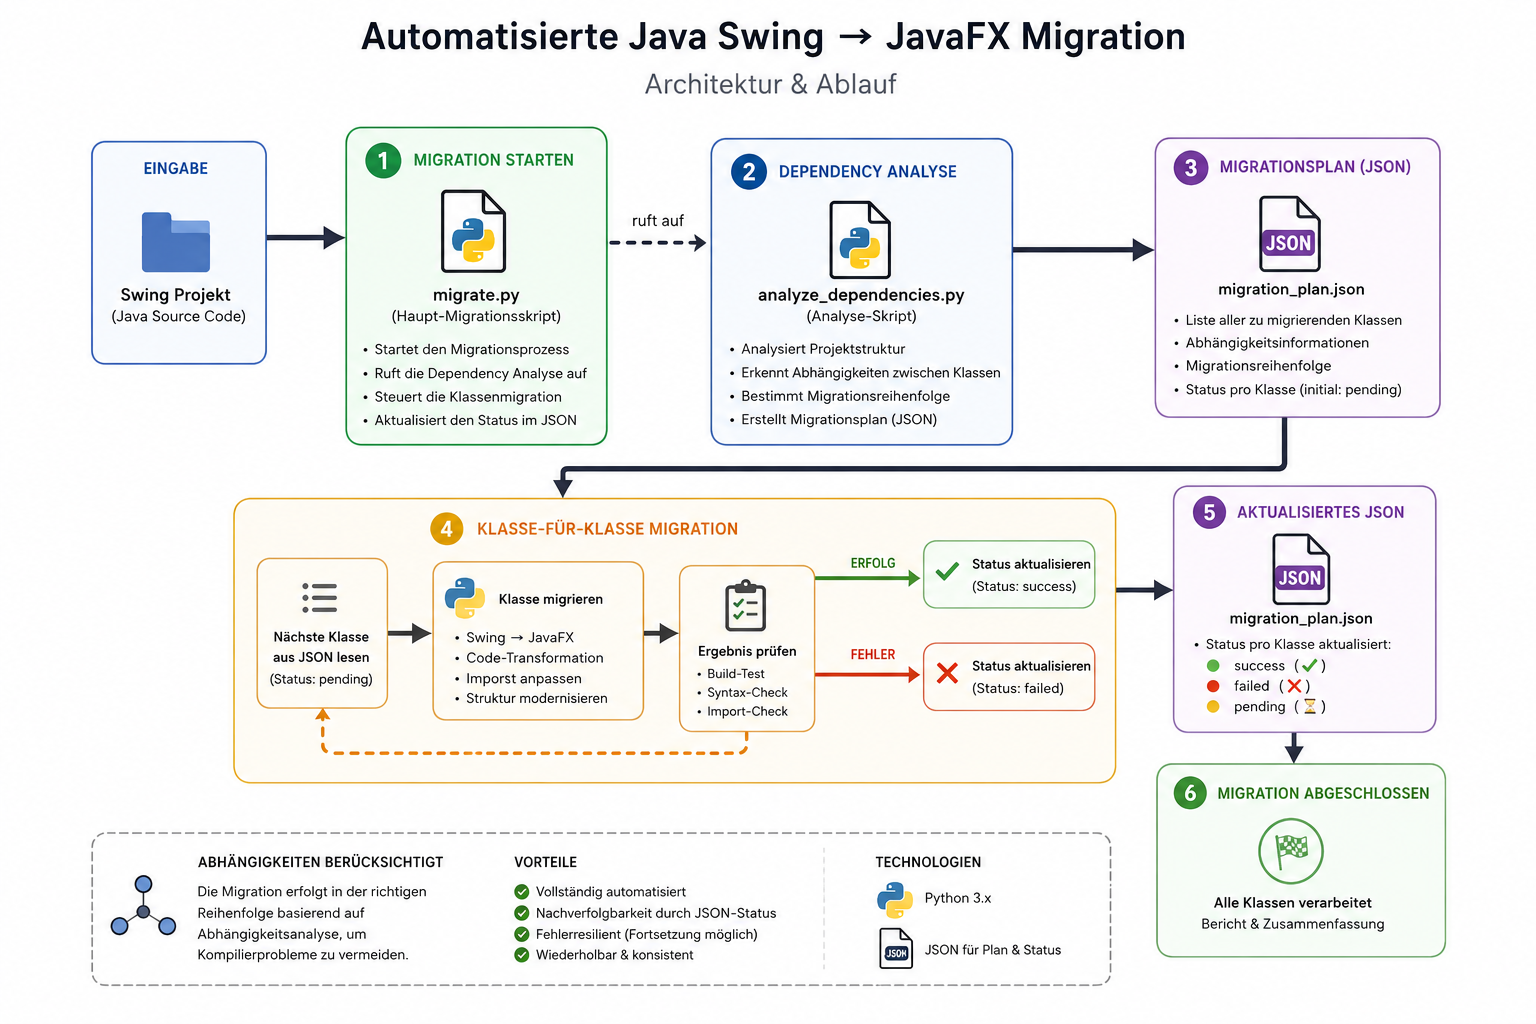 Automatisierte Java Swing → JavaFX Migration
Architektur & Ablauf
EINGABE
Swing Projekt
(Java Source Code)
1 MIGRATION STARTEN
migrate.py
(Haupt-Migrationsskript)
• Startet den Migrationsprozess
• Ruft die Dependency Analyse auf
• Steuert die Klassenmigration
• Aktualisiert den Status im JSON
ruft auf
2 DEPENDENCY ANALYSE
analyze_dependencies.py
(Analyse-Skript)
• Analysiert Projektstruktur
• Erkennt Abhängigkeiten zwischen Klassen
• Bestimmt Migrationsreihenfolge
• Erstellt Migrationsplan (JSON)
3 MIGRATIONSPLAN (JSON)
JSON
migration_plan.json
• Liste aller zu migrierenden Klassen
• Abhängigkeitsinformationen
• Migrationsreihenfolge
• Status pro Klasse (initial: pending)
4 KLASSE-FÜR-KLASSE MIGRATION
Nächste Klasse
aus JSON lesen
(Status: pending)
Klasse migrieren
• Swing → JavaFX
• Code-Transformation
• Imporst anpassen
• Struktur modernisieren
Ergebnis prüfen
• Build-Test
• Syntax-Check
• Import-Check
ERFOLG
Status aktualisieren
(Status: success)
FEHLER
Status aktualisieren
(Status: failed)
5 AKTUALISIERTES JSON
JSON
migration_plan.json
• Status pro Klasse aktualisiert:
success (✓)
failed (✕)
pending (⏳)
6 MIGRATION ABGESCHLOSSEN
Alle Klassen verarbeitet
Bericht & Zusammenfassung
ABHÄNGIGKEITEN BERÜCKSICHTIGT
Die Migration erfolgt in der richtigen
Reihenfolge basierend auf
Abhängigkeitsanalyse, um
Kompilierprobleme zu vermeiden.
VORTEILE
Vollständig automatisiert
Nachverfolgbarkeit durch JSON-Status
Fehlerresilient (Fortsetzung möglich)
Wiederholbar & konsistent
TECHNOLOGIEN
Python 3.x
JSON
JSON für Plan & Status